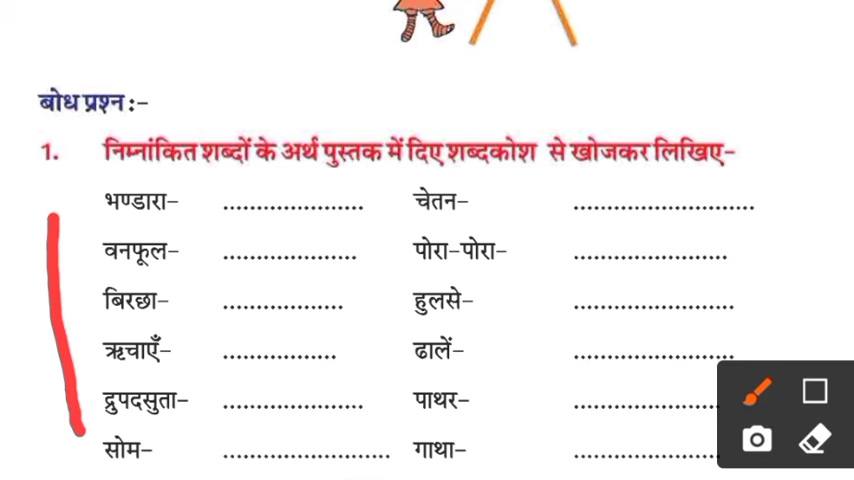 बोध प्रश्न :-
1. निम्नांकित शब्दों के अर्थ पुस्तक में दिए शब्दकोश से खोजकर लिखिए-
भण्डारा- ..................... चेतन- ...........................
वनफूल- .................... पोरा-पोरा- .......................
बिरछा- .................. हुलसे- ........................
ऋचाएँ- ................. ढालें- ........................
द्रुपदसुता- ..................... पाथर- ......................
सोम- ......................... गाथा- ......................